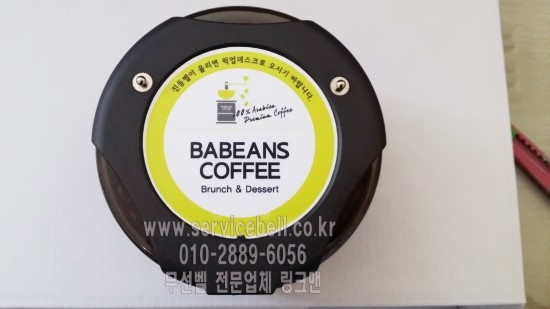 진동벨이 울리면 픽업데스크로 오시기 바랍니다.
100% Arabica
Premium Coffee
BABEANS
COFFEE
Brunch & Dessert
www.servicebell.co.kr
010-2889-6056
무선벨 전문업체 링크맨